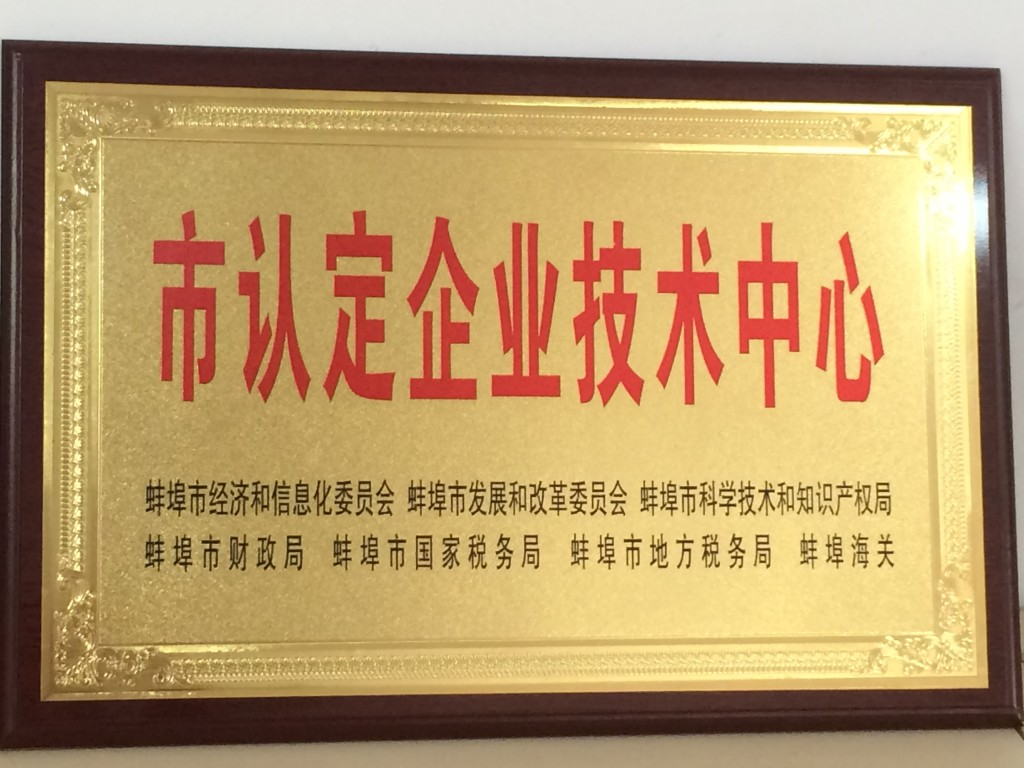 市认定企业技术中心
蚌埠市经济和信息化委员会 蚌埠市发展和改革委员会 蚌埠市科学技术和知识产权局
蚌埠市财政局 蚌埠市国家税务局 蚌埠市地方税务局 蚌埠海关